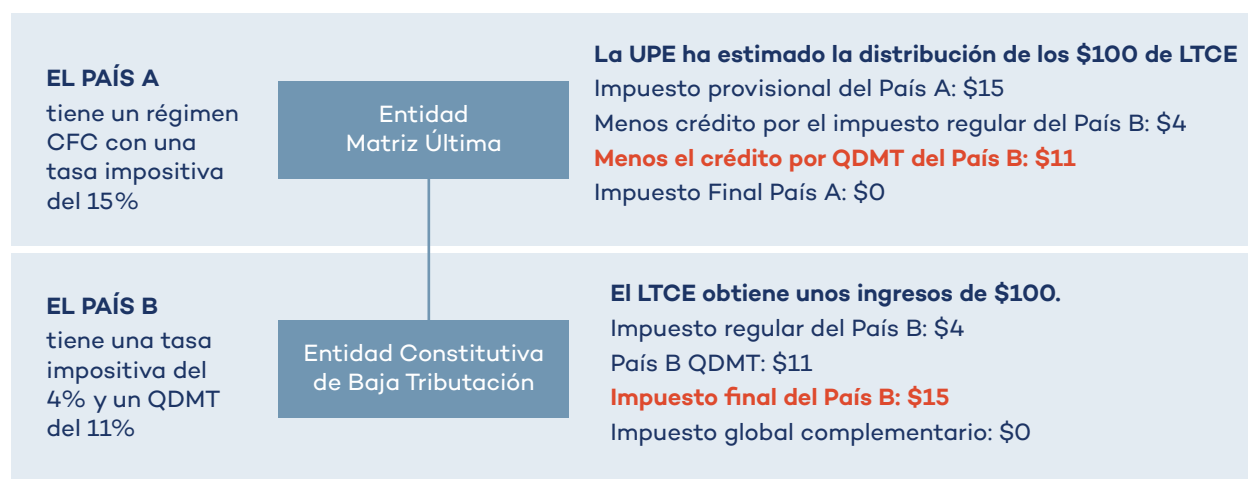 EL PAÍS A
tiene un régimen
CFC con una
tasa impositiva
del 15%
Entidad
Matriz Última
La UPE ha estimado la distribución de los $100 de LTCE
Impuesto provisional del País A: $15
Menos crédito por el impuesto regular del País B: $4
Menos el crédito por QDMT del País B: $11
Impuesto Final País A: $0
EL PAÍS B
tiene una tasa
impositiva del
4% y un QDMT
del 11%
Entidad Constitutiva
de Baja Tributación
El LTCE obtiene unos ingresos de $100.
Impuesto regular del País B: $4
País B QDMT: $11
Impuesto final del País B: $15
Impuesto global complementario: $0